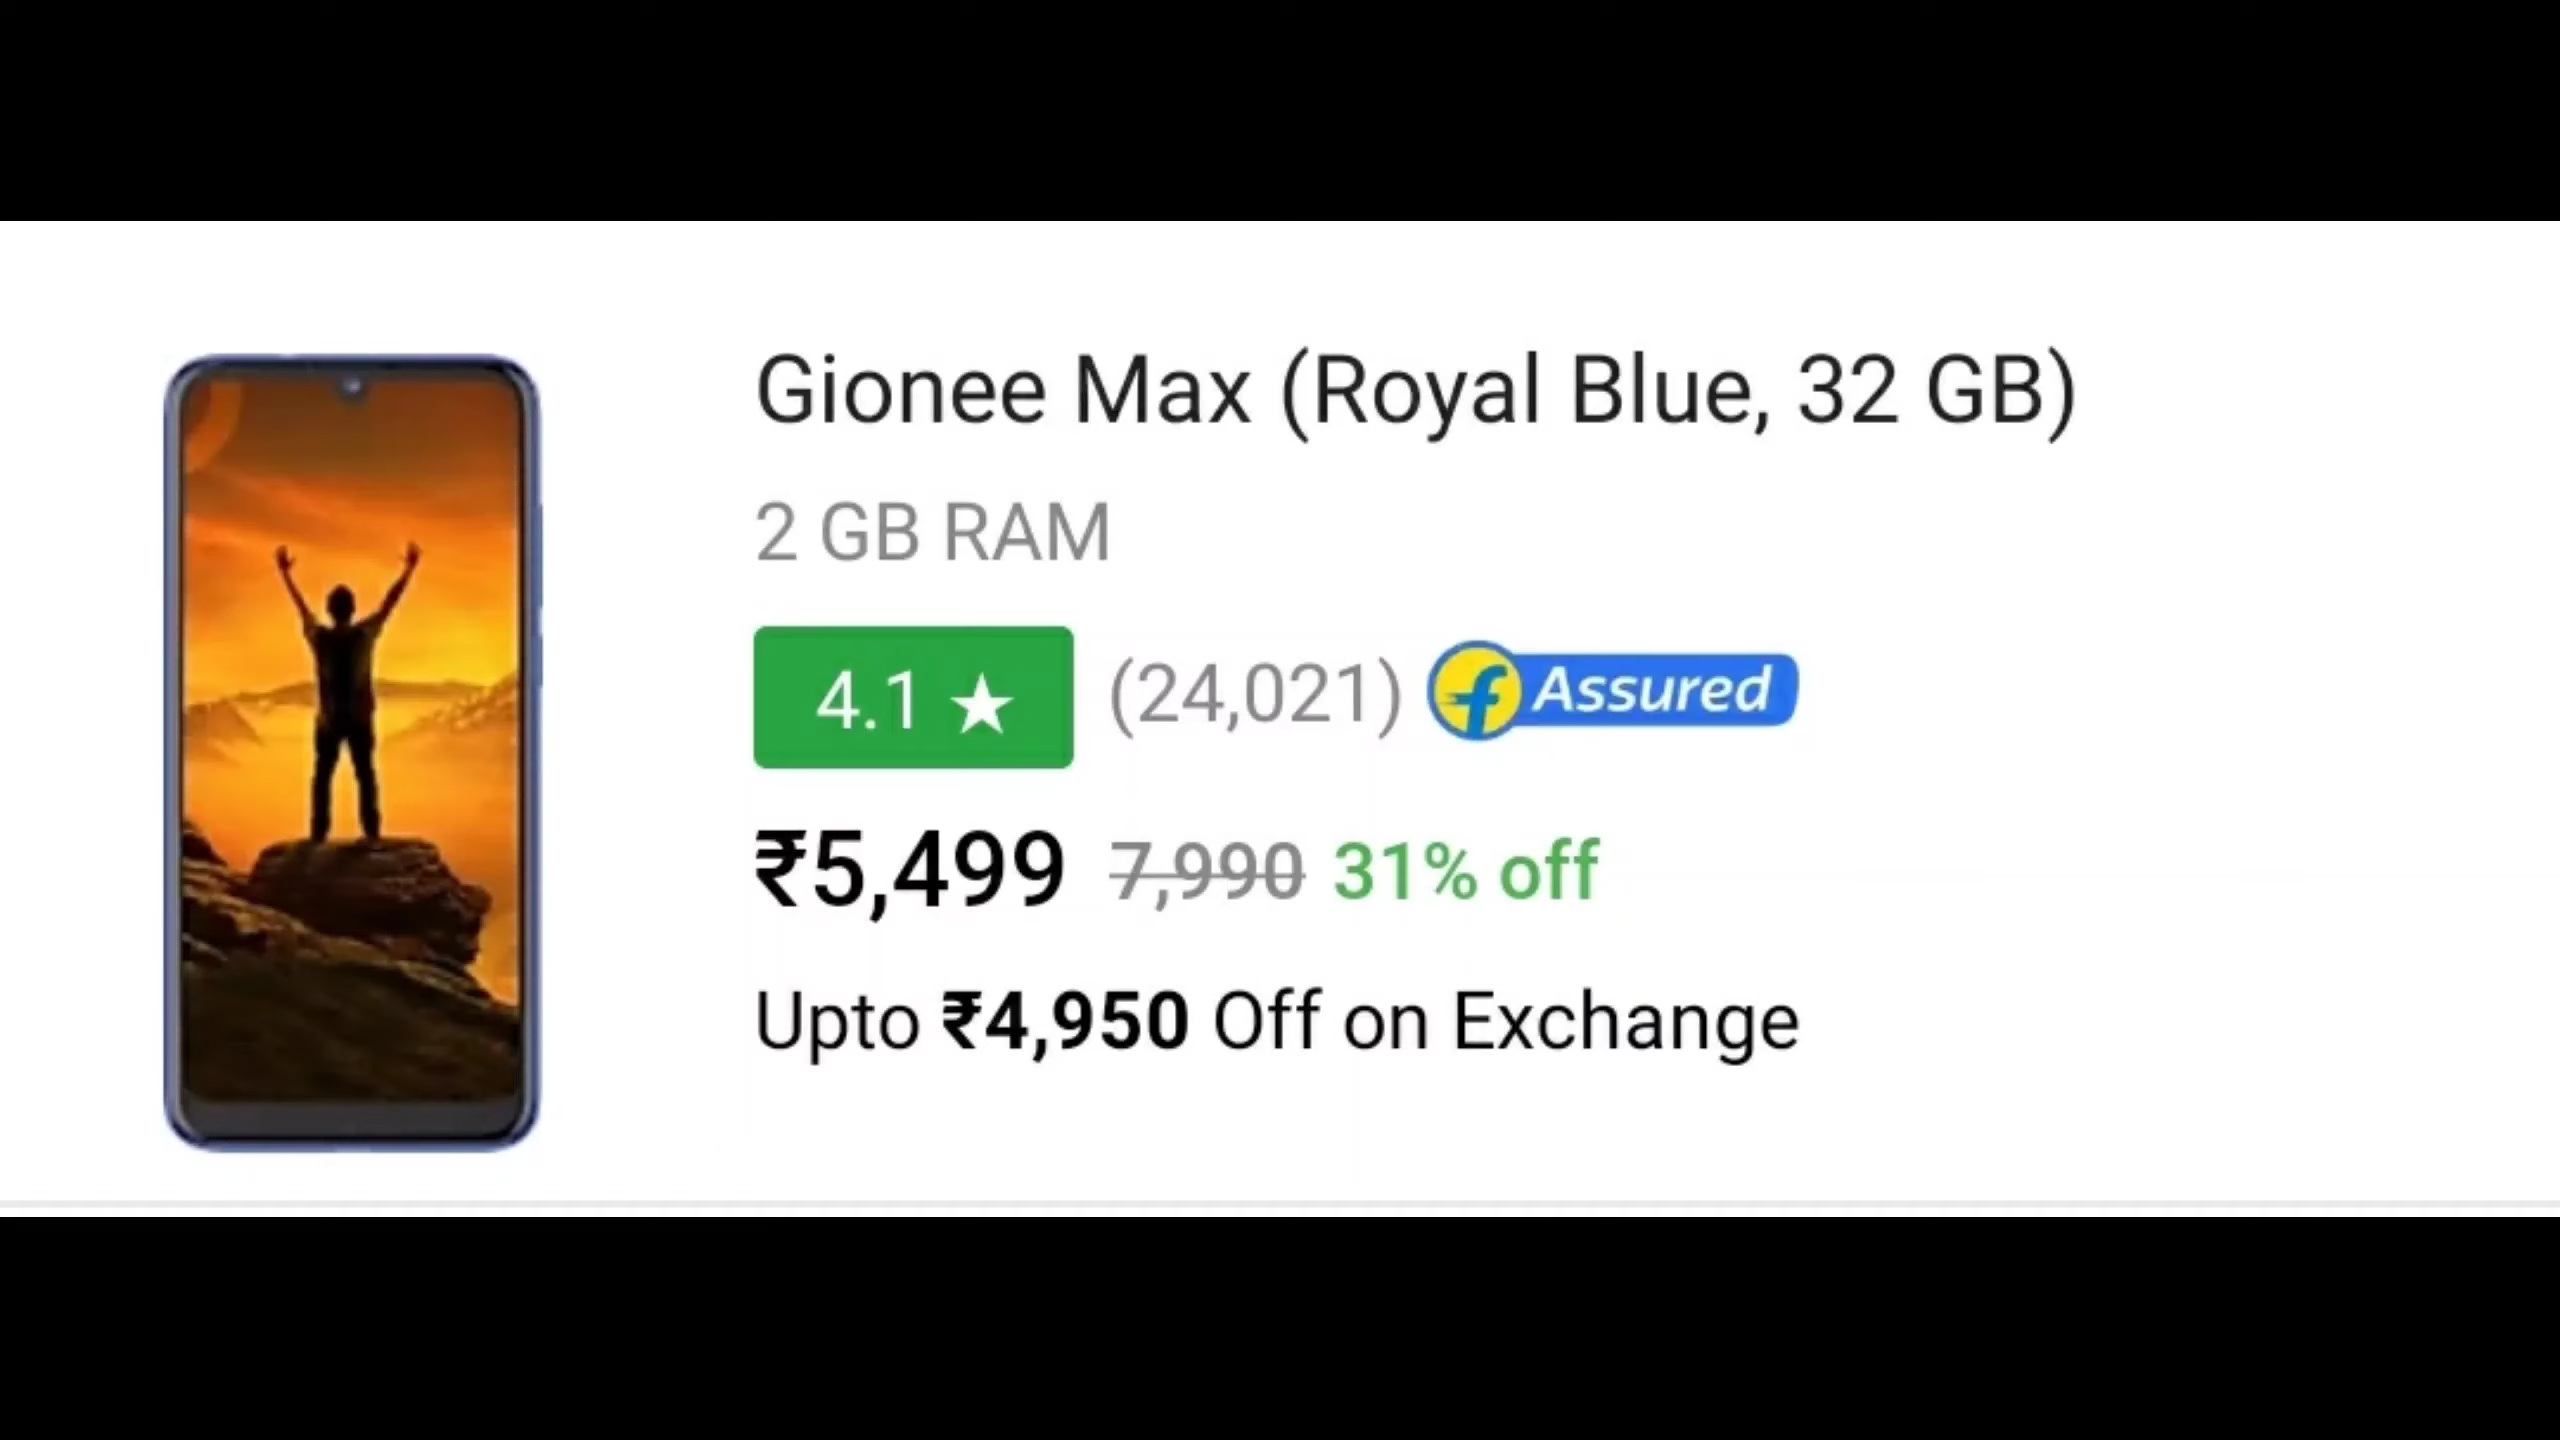 Gionee Max (Royal Blue, 32 GB)
2 GB RAM
4.1 ★ (24,021) f Assured
₹5,499 7,990 31% off
Upto ₹4,950 Off on Exchange